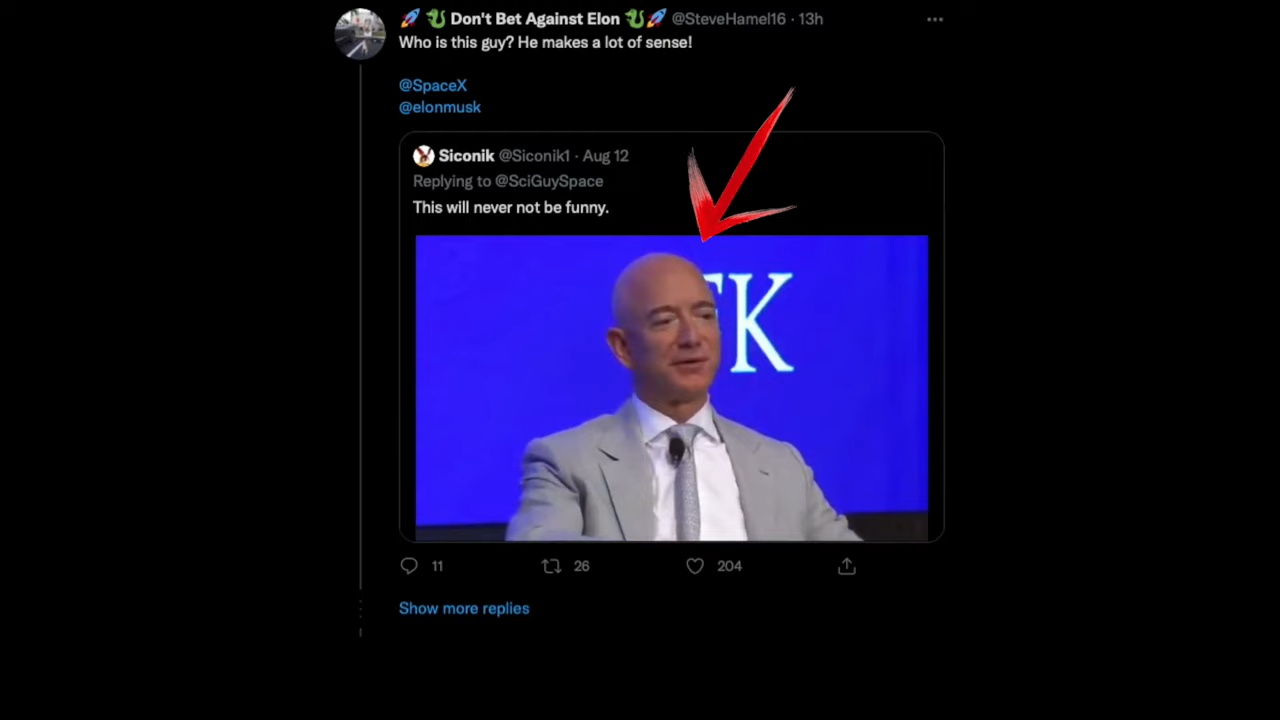 🚀 🐉 Don't Bet Against Elon 🐉🚀 @SteveHamel16 · 13h
Who is this guy? He makes a lot of sense!
@SpaceX
@elonmusk
Siconik @Siconik1 · Aug 12
Replying to @SciGuySpace
This will never not be funny.
K
11 26 204
Show more replies